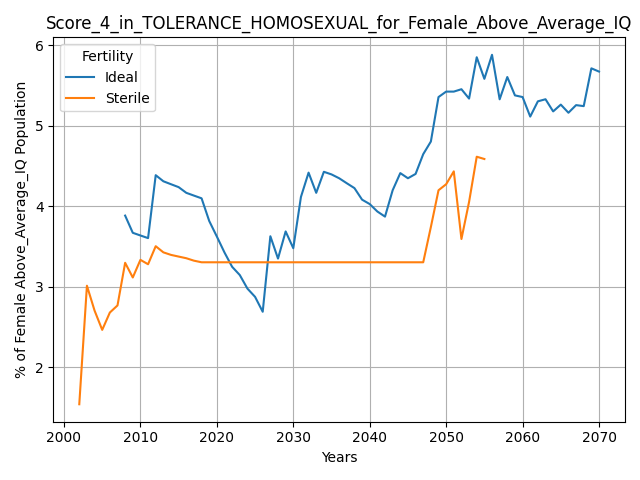 Score_4_in_TOLERANCE_HOMOSEXUAL_for_Female_Above_Average_IQ
Fertility
Ideal
Sterile
% of Female Above_Average_IQ Population
6
5
4
3
2
2000 2010 2020 2030 2040 2050 2060 2070
Years